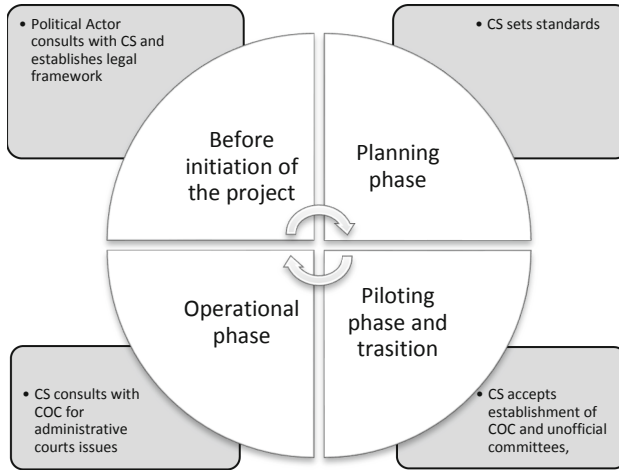 • Political Actor
consults with CS and
establishes legal
framework
• CS sets standards
Before
initiation of
the project
Planning
phase
Operational
phase
Piloting
phase and
trasition
• CS consults with
COC for
administrative
courts issues
• CS accepts
establishment of
COC and unofficial
committees,